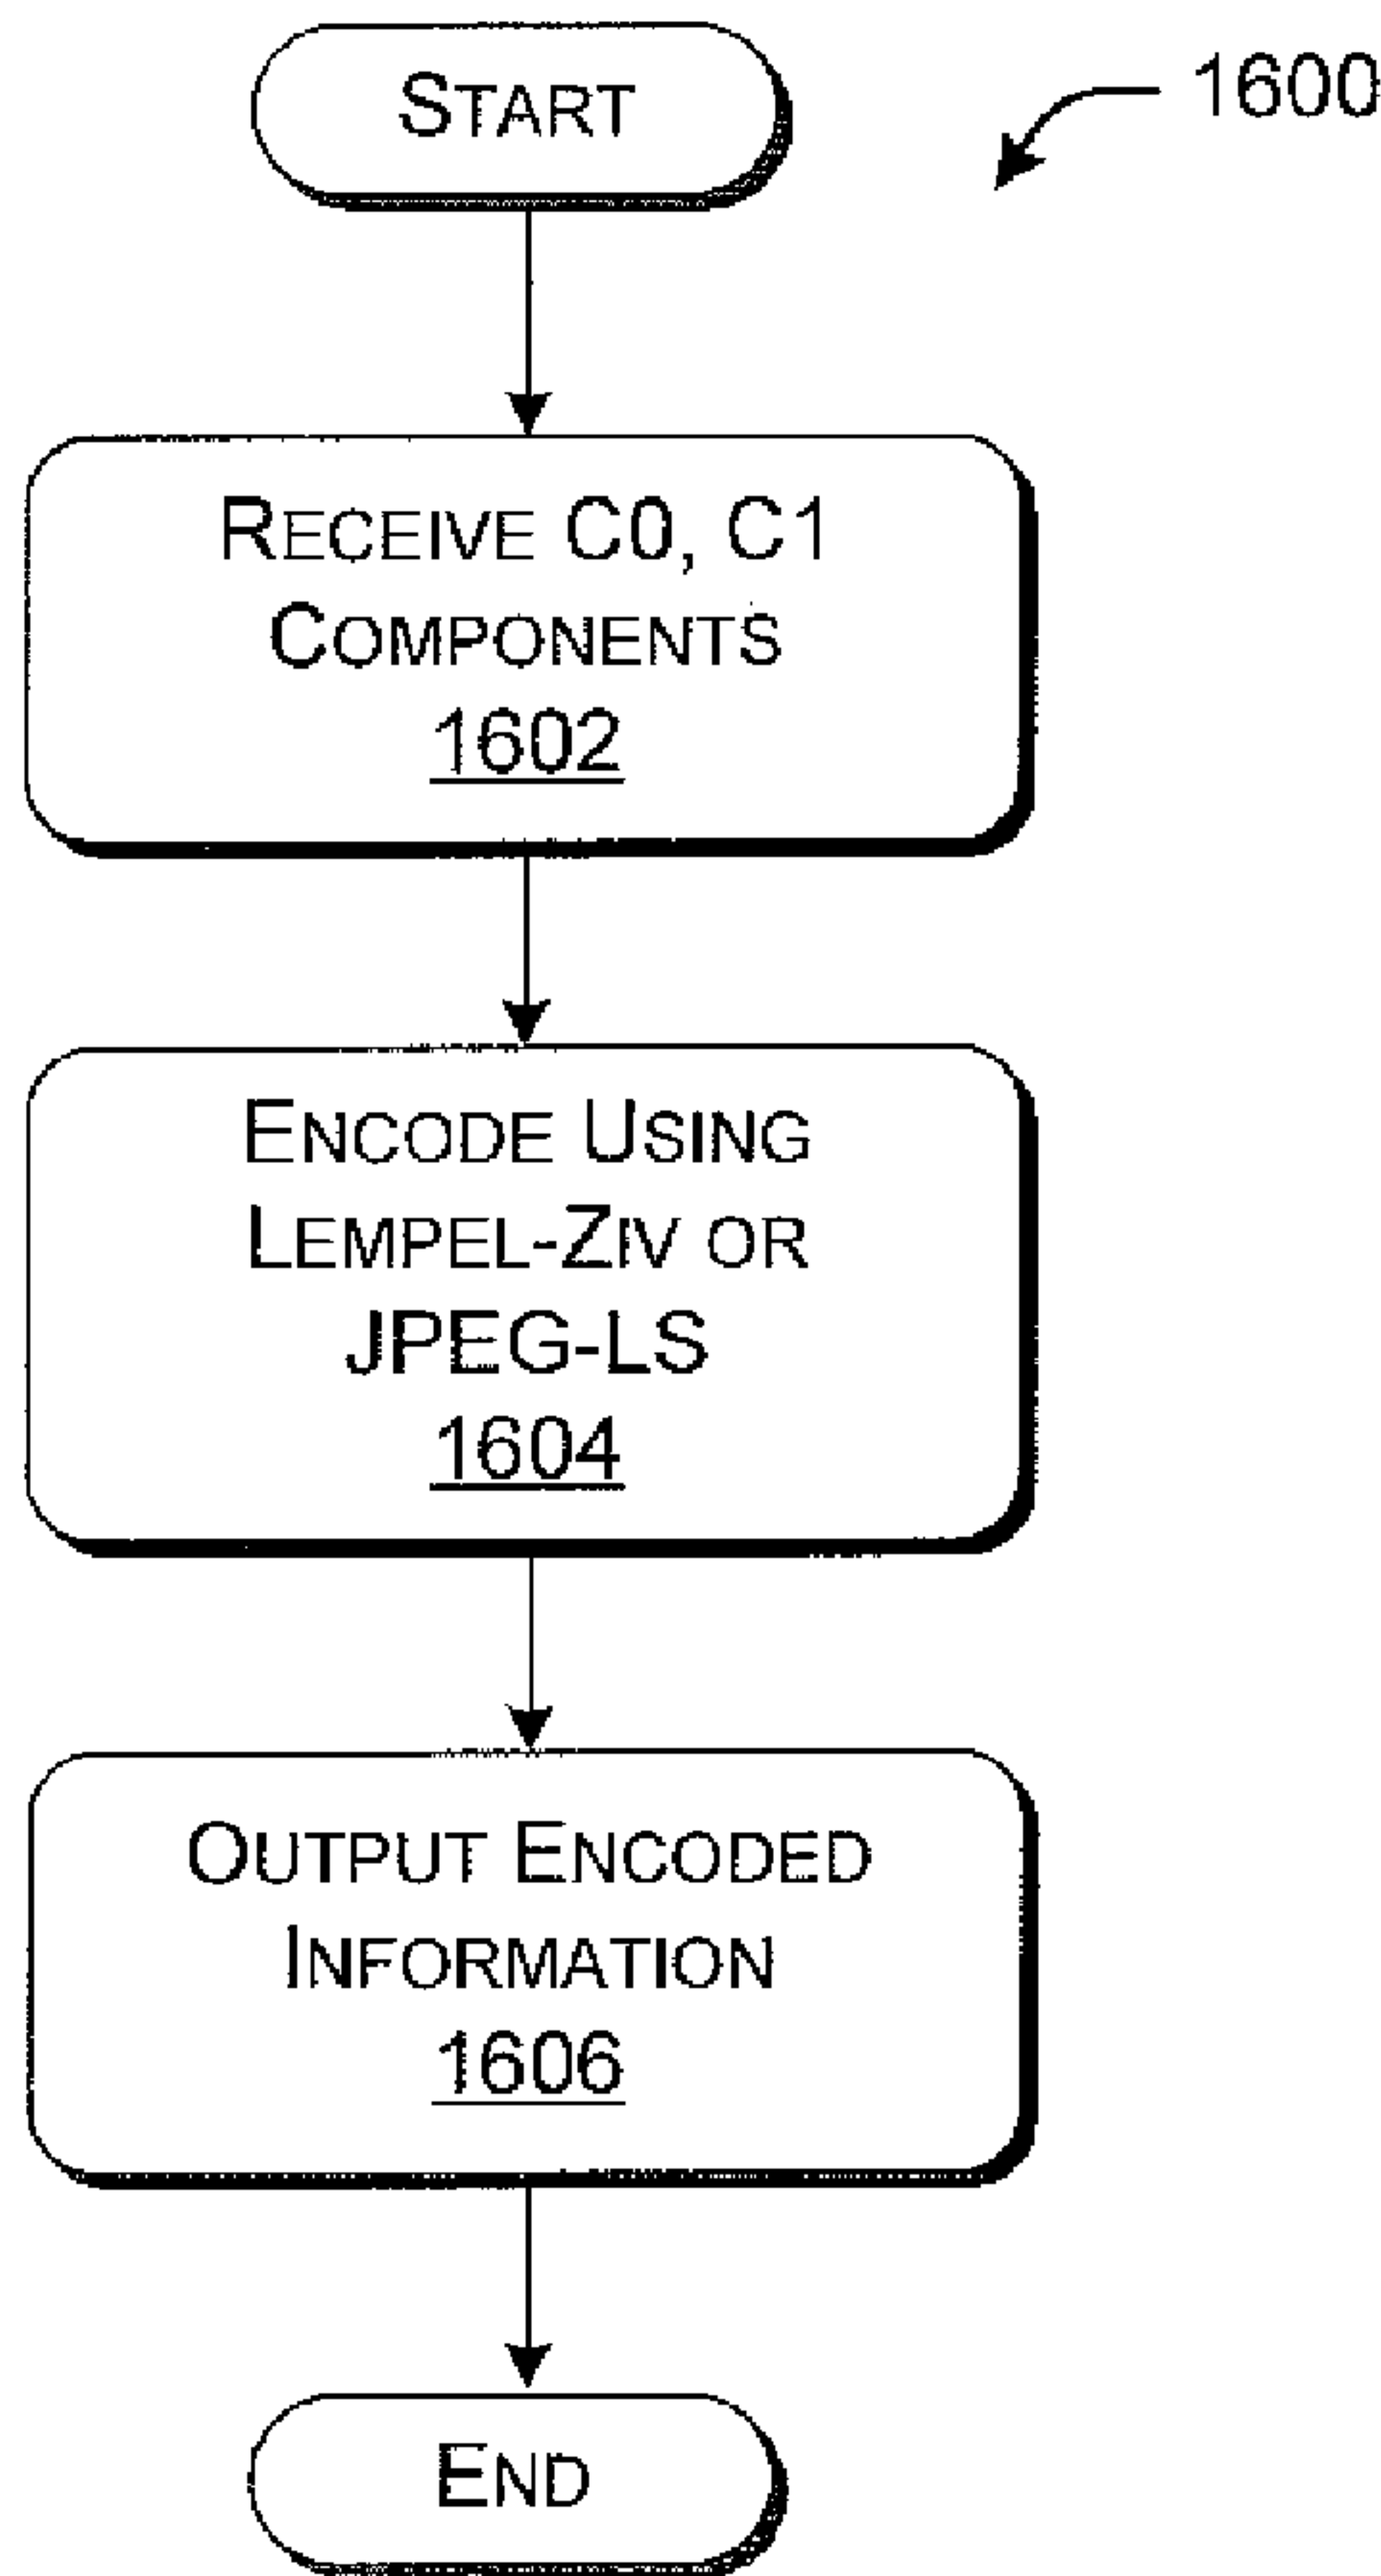 START
1600
RECEIVE C0, C1
COMPONENTS
1602
ENCODE USING
LEMPEL-ZIV OR
JPEG-LS
1604
OUTPUT ENCODED
INFORMATION
1606
END